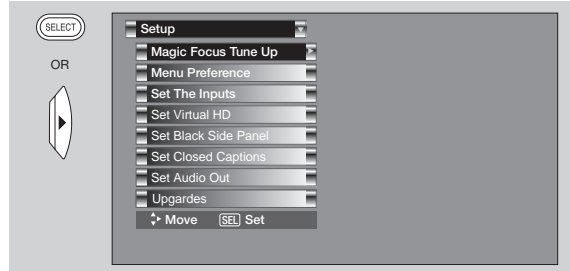 SELECT
OR
Setup
Magic Focus Tune Up
Menu Preference
Set The Inputs
Set Virtual HD
Set Black Side Panel
Set Closed Captions
Set Audio Out
Upgardes
Move SEL Set